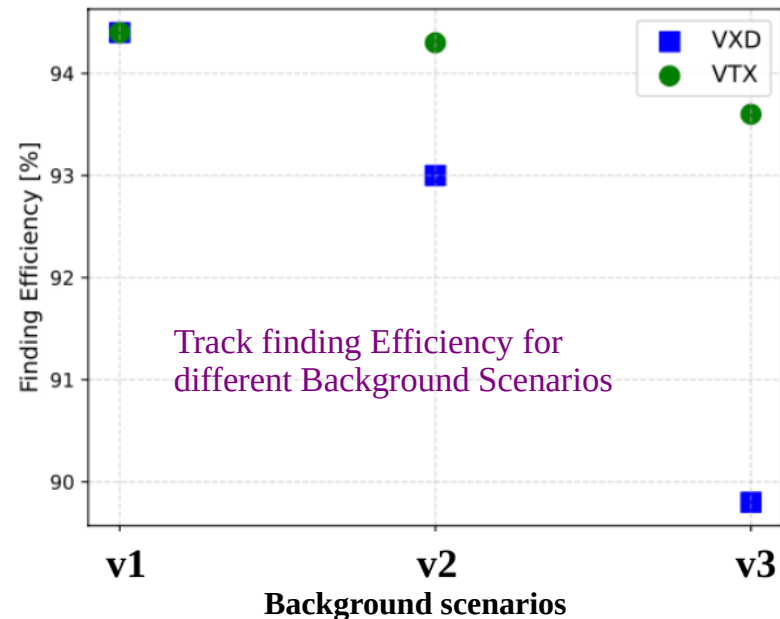 VXD
VTX
94
93
92
91
90
Finding Efficiency [%]
Track finding Efficiency for
different Background Scenarios
v1 v2 v3
Background scenarios